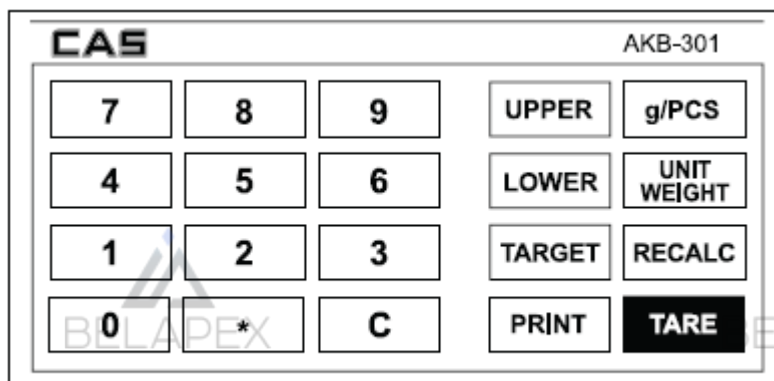 CAS AKB-301
7 8 9 UPPER g/PCS
4 5 6 LOWER UNIT WEIGHT
1 2 3 TARGET RECALC
0 * C PRINT TARE
BELAPEX BE